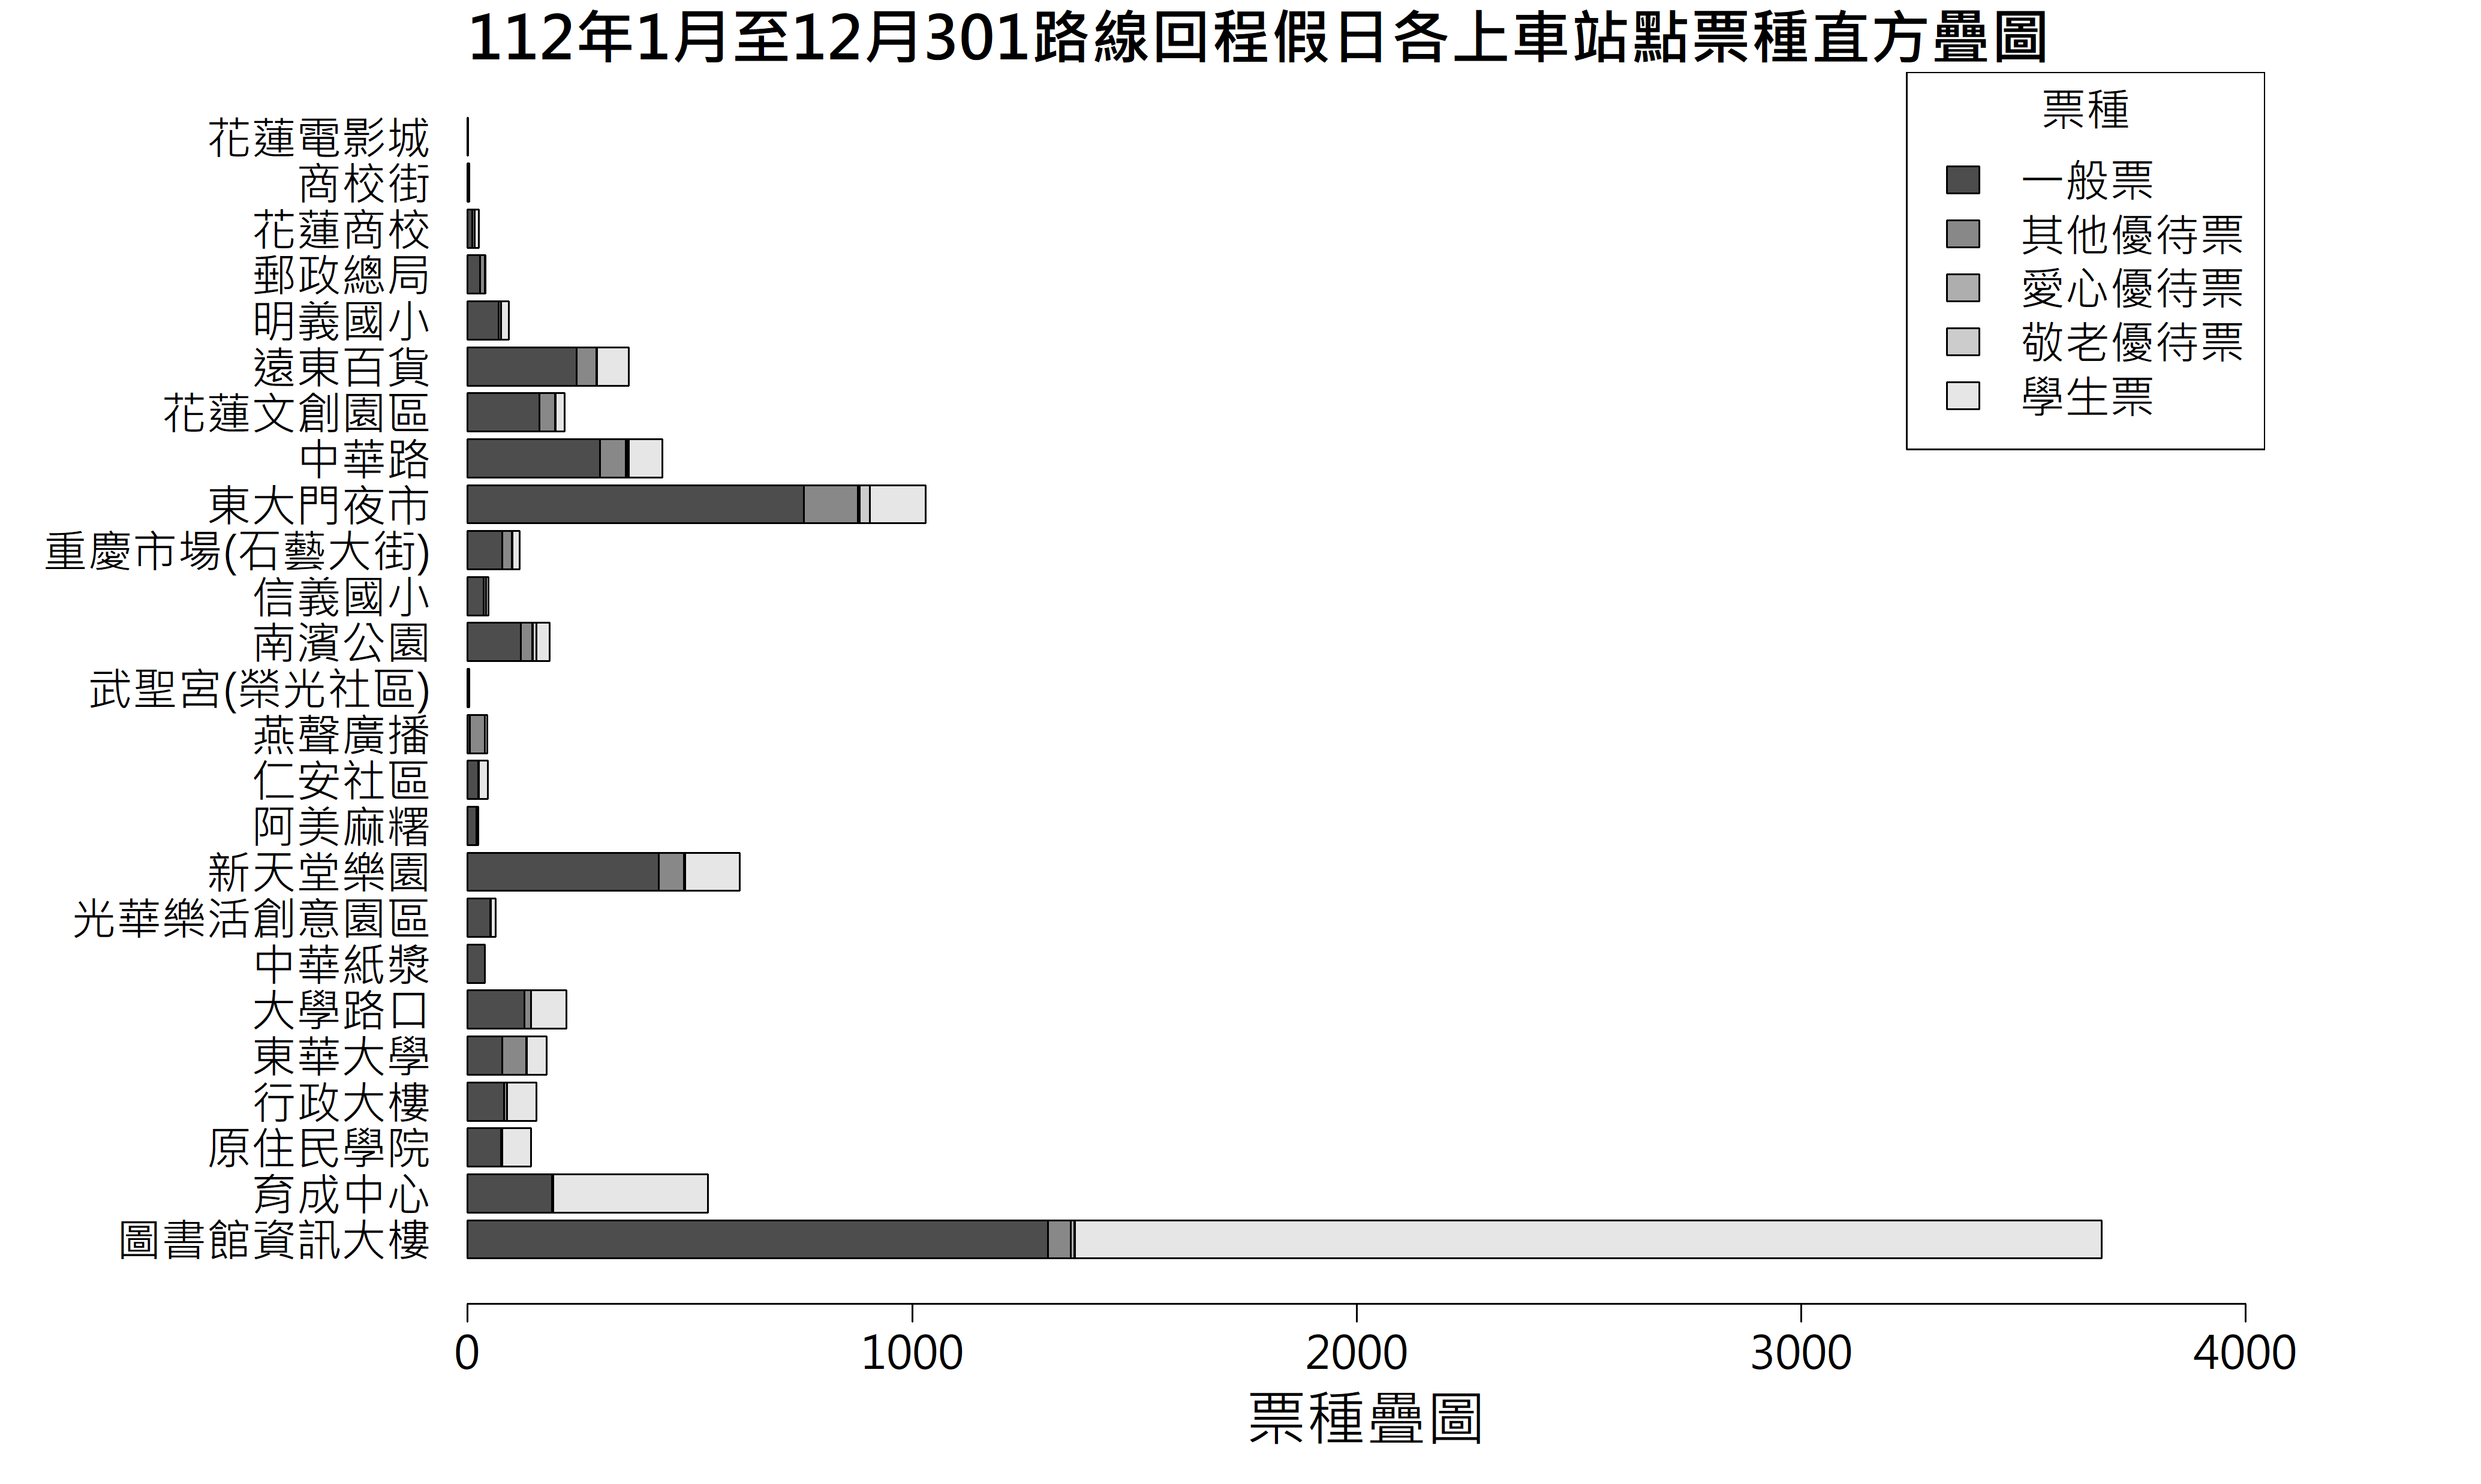 112年1月至12月301路線回程假日各上車站點票種直方疊圖
票種
一般票
其他優待票
愛心優待票
敬老優待票
學生票
花蓮電影城
商校街
花蓮商校
郵政總局
明義國小
遠東百貨
花蓮文創園區
中華路
東大門夜市
重慶市場(石藝大街)
信義國小
南濱公園
武聖宮(榮光社區)
燕聲廣播
仁安社區
阿美麻糬
新天堂樂園
光華樂活創意園區
中華紙漿
大學路口
東華大學
行政大樓
原住民學院
育成中心
圖書館資訊大樓
0 1000 2000 3000 4000
票種疊圖